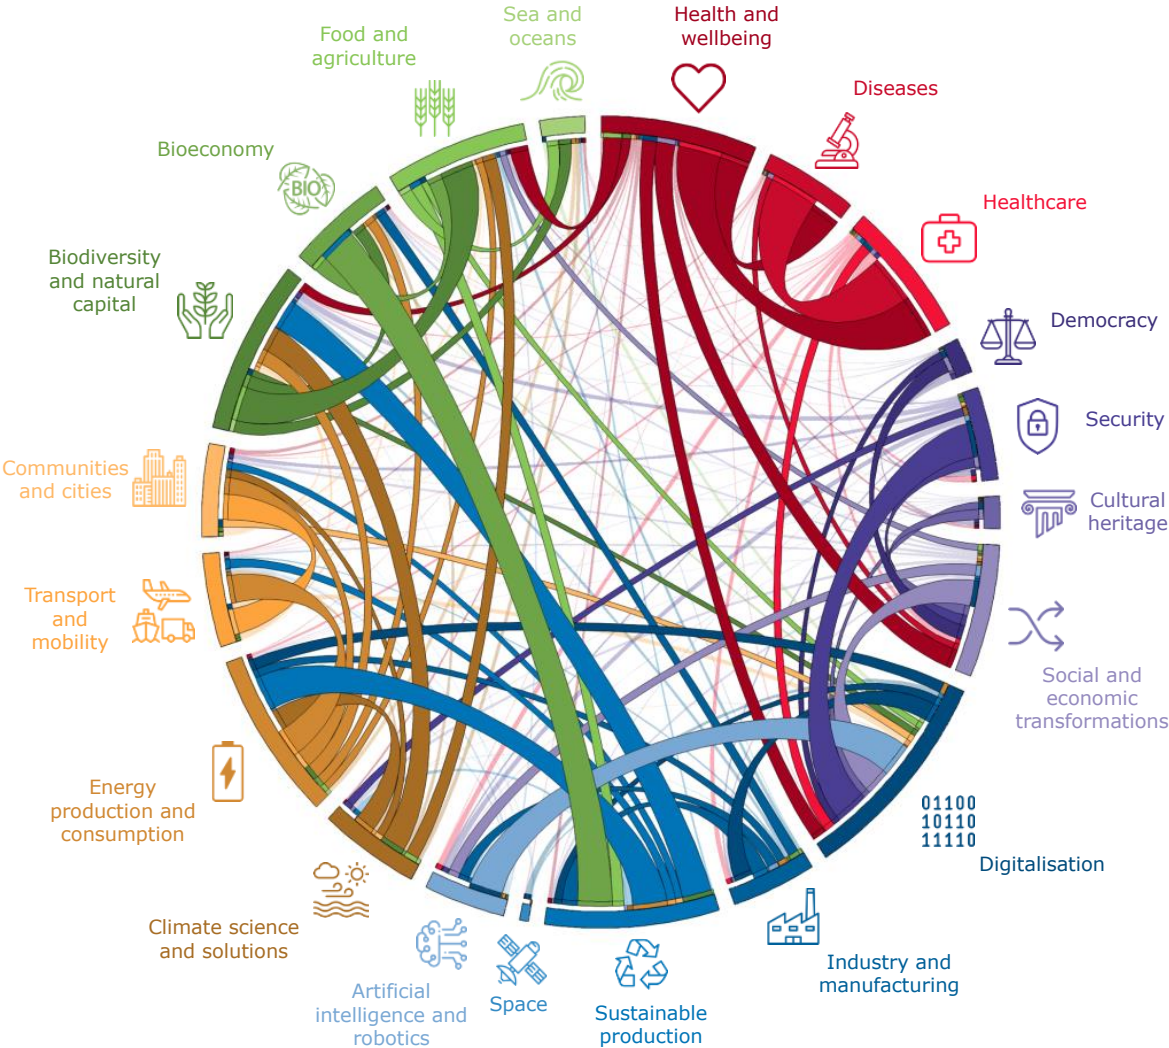 Sea and
oceans
Health and
wellbeing
Food and
agriculture
Diseases
Bioeconomy
BIO
Healthcare
Biodiversity
and natural
capital
Democracy
Security
Communities
and cities
Cultural
heritage
Transport
and
mobility
Social and
economic
transformations
Energy
production and
consumption
01100
10110
11110
Digitalisation
Climate science
and solutions
Industry and
manufacturing
Artificial
intelligence and
robotics
Space
Sustainable
production